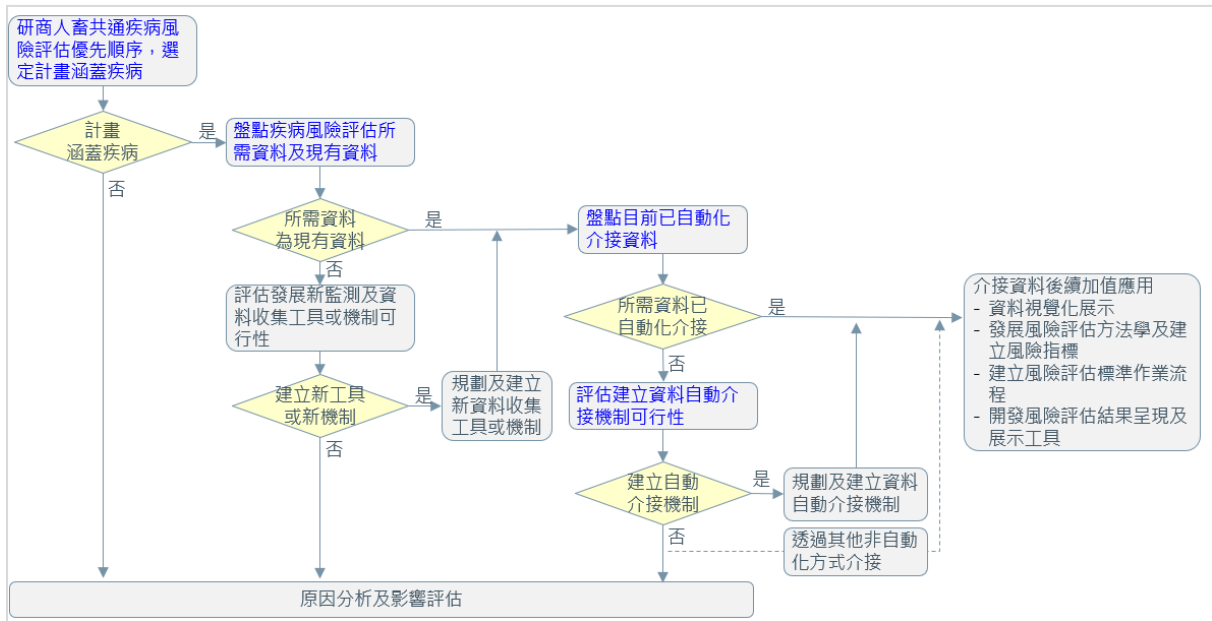 研商人畜共通疾病風
險評估優先順序，選
定計畫涵蓋疾病
計畫
涵蓋疾病
是
否
盤點疾病風險評估所
需資料及現有資料
所需資料
為現有資料
是
否
評估發展新監測及資
料收集工具或機制可
行性
建立新工具
或新機制
是
否
規劃及建立
新資料收集
工具或機制
盤點目前已自動化
介接資料
所需資料已
自動化介接
是
否
評估建立資料自動介
接機制可行性
建立自動
介接機制
是
否
規劃及建立資料
自動介接機制
透過其他非自動
化方式介接
介接資料後續加值應用
- 資料視覺化展示
- 發展風險評估方法學及建
立風險指標
- 建立風險評估標準作業流
程
- 開發風險評估結果呈現及
展示工具
原因分析及影響評估